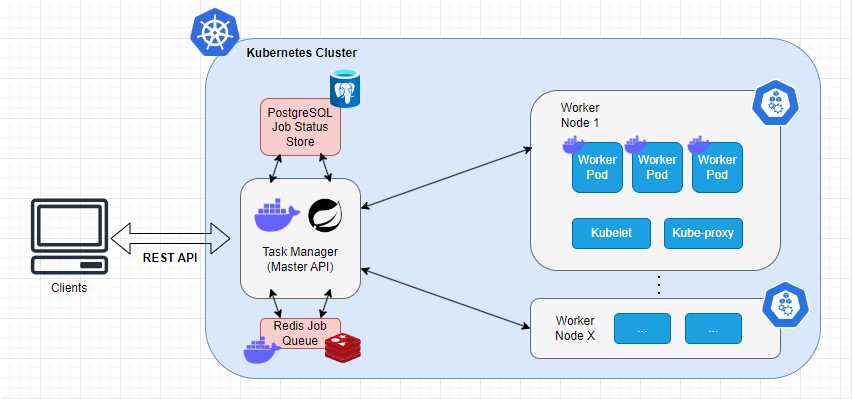 Kubernetes Cluster
PostgreSQL
Job Status
Store
Worker
Node 1
Worker
Pod
Worker
Pod
Worker
Pod
Kubelet
Kube-proxy
Task Manager
(Master API)
REST API
Clients
Redis Job
Queue
Worker
Node X
...
...